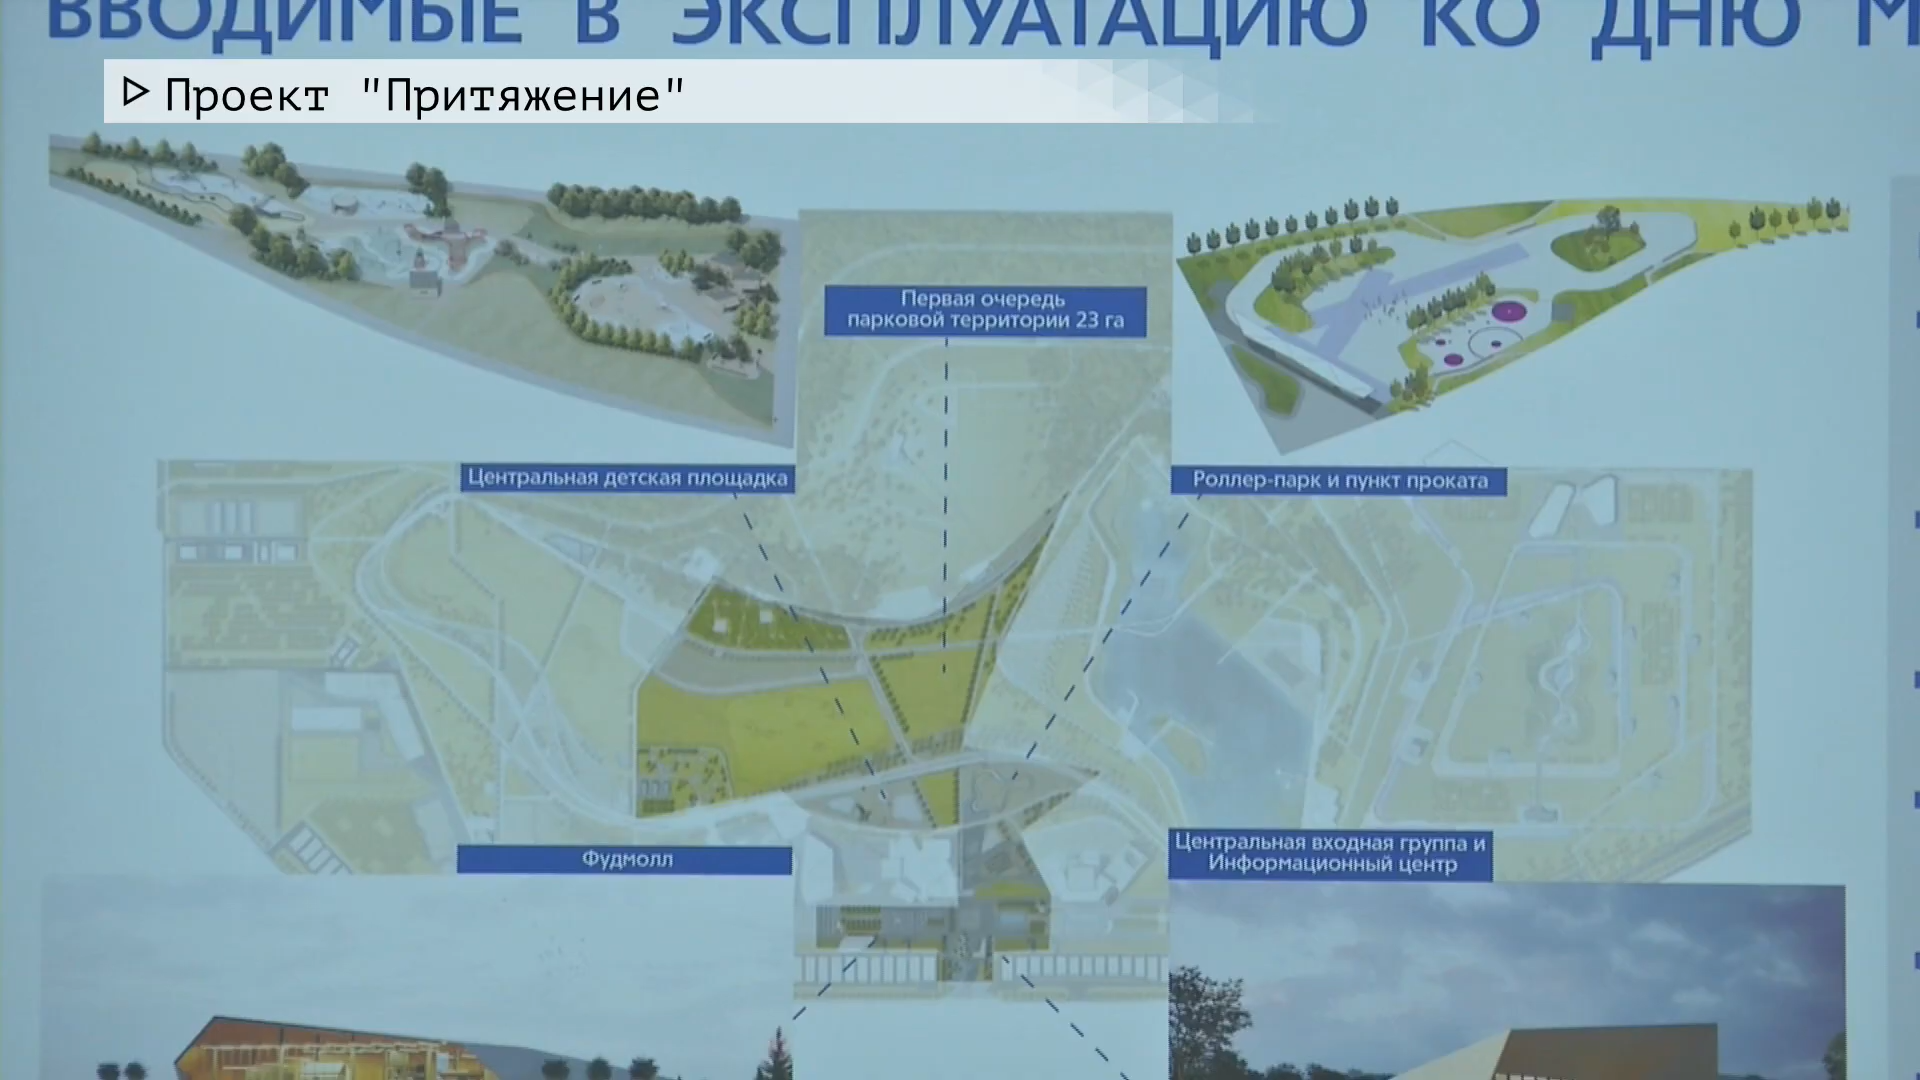 ВВОДИМЫЕ В ЭКСПЛУАТАЦИЮ КО ДНЮ
Проект "Притяжение"
Первая очередь
парковой территории 23 га
Центральная детская площадка
Роллер-парк и пункт проката
Фудмолл
Центральная входная группа и
Информационный центр